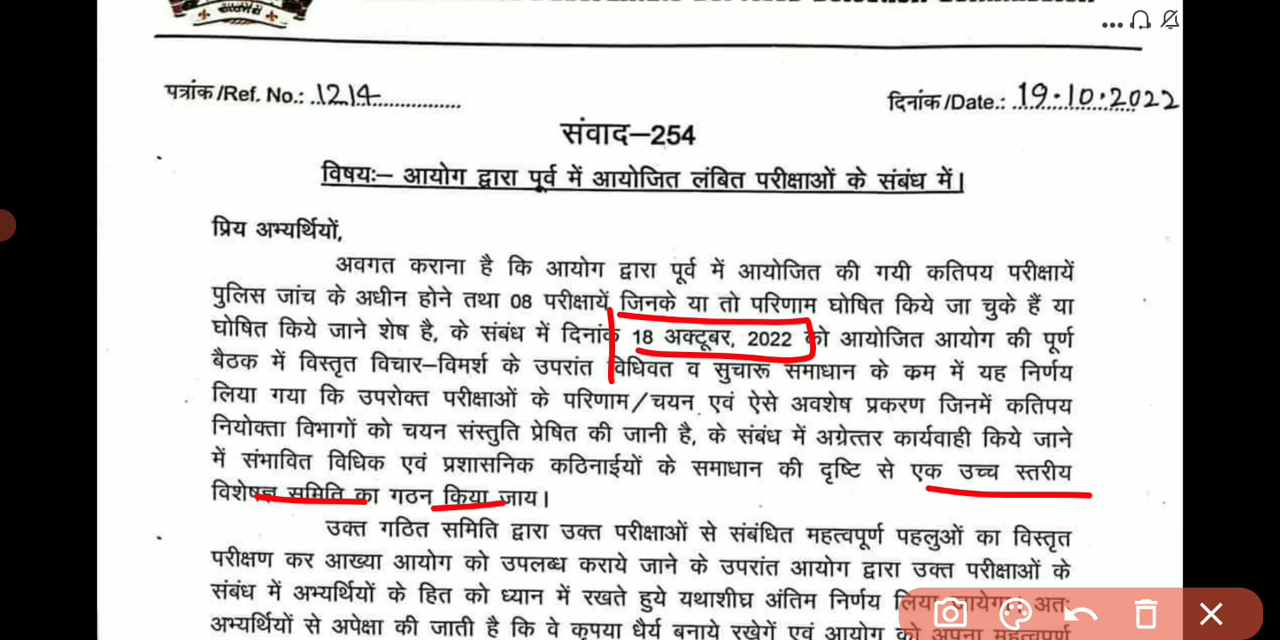 पत्रांक/Ref. No.: 1214
दिनांक/Date.: 19.10.2022
संवाद–254
विषयः– आयोग द्वारा पूर्व में आयोजित लंबित परीक्षाओं के संबंध में।
प्रिय अभ्यर्थियों,
अवगत कराना है कि आयोग द्वारा पूर्व में आयोजित की गयी कतिपय परीक्षायें
पुलिस जांच के अधीन होने तथा 08 परीक्षायें जिनके या तो परिणाम घोषित किये जा चुके हैं या
घोषित किये जाने शेष है, के संबंध में दिनांक 18 अक्टूबर, 2022 को आयोजित आयोग की पूर्ण
बैठक में विस्तृत विचार–विमर्श के उपरांत विधिवत व सुचारू समाधान के क्रम में यह निर्णय
लिया गया कि उपरोक्त परीक्षाओं के परिणाम/चयन एवं ऐसे अवशेष प्रकरण जिनमें कतिपय
नियोक्ता विभागों को चयन संस्तुति प्रेषित की जानी है, के संबंध में अग्रेत्तर कार्यवाही किये जाने
में संभावित विधिक एवं प्रशासनिक कठिनाईयों के समाधान की दृष्टि से एक उच्च स्तरीय
विशेषज्ञ समिति का गठन किया जाय।
उक्त गठित समिति द्वारा उक्त परीक्षाओं से संबंधित महत्वपूर्ण पहलुओं का विस्तृत
परीक्षण कर आख्या आयोग को उपलब्ध कराये जाने के उपरांत आयोग द्वारा उक्त परीक्षाओं के
संबंध में अभ्यर्थियों के हित को ध्यान में रखते हुये यथाशीघ्र अंतिम निर्णय लिया जायेगा। अतः
अभ्यर्थियों से अपेक्षा की जाती है कि वे कृपया धैर्य बनाये रखेगें एवं आयोग को अपना महत्वपूर्ण